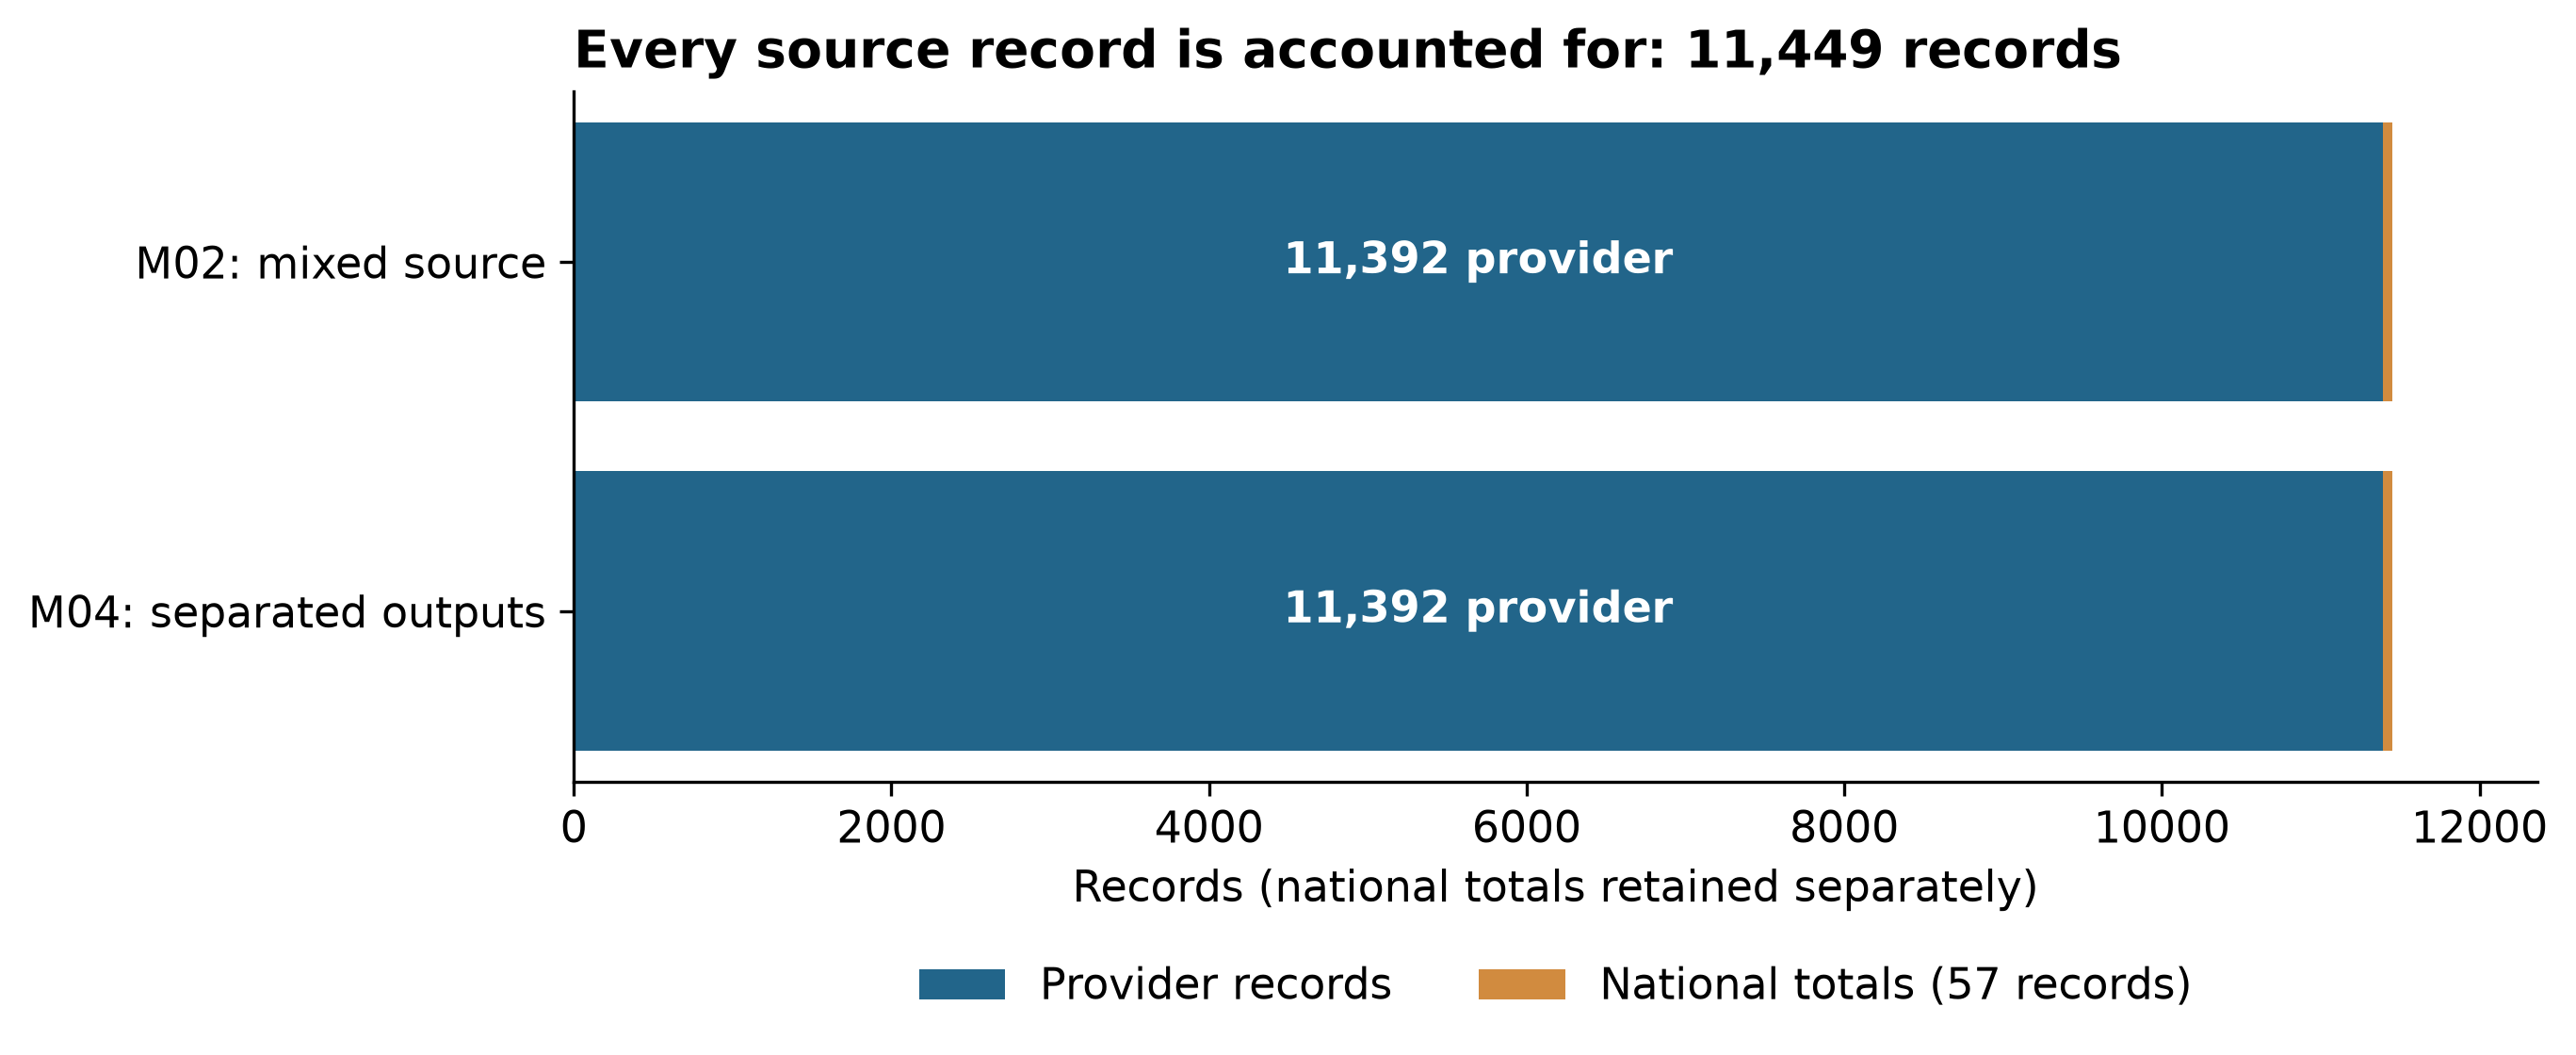 Every source record is accounted for: 11,449 records
M02: mixed source
11,392 provider
M04: separated outputs
11,392 provider
0 2000 4000 6000 8000 10000 12000
Records (national totals retained separately)
Provider records National totals (57 records)